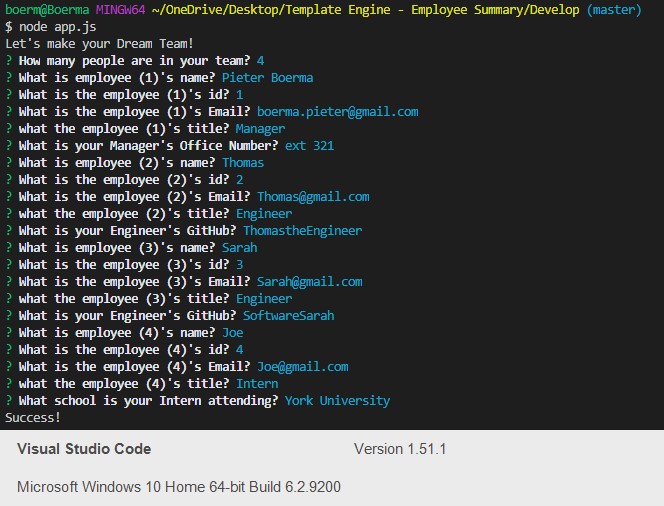 boerm@Boerma MINGW64 ~/OneDrive/Desktop/Template Engine - Employee Summary/Develop (master)
$ node app.js
Let's make your Dream Team!
? How many people are in your team? 4
? What is employee (1)'s name? Pieter Boerma
? What is the employee (1)'s id? 1
? What is the employee (1)'s Email? boerma.pieter@gmail.com
? what the employee (1)'s title? Manager
? What is your Manager's Office Number? ext 321
? What is employee (2)'s name? Thomas
? What is the employee (2)'s id? 2
? What is the employee (2)'s Email? Thomas@gmail.com
? what the employee (2)'s title? Engineer
? What is your Engineer's GitHub? ThomastheEngineer
? What is employee (3)'s name? Sarah
? What is the employee (3)'s id? 3
? What is the employee (3)'s Email? Sarah@gmail.com
? what the employee (3)'s title? Engineer
? What is your Engineer's GitHub? SoftwareSarah
? What is employee (4)'s name? Joe
? What is the employee (4)'s id? 4
? What is the employee (4)'s Email? Joe@gmail.com
? what the employee (4)'s title? Intern
? What school is your Intern attending? York University
Success!
Visual Studio Code Version 1.51.1
Microsoft Windows 10 Home 64-bit Build 6.2.9200